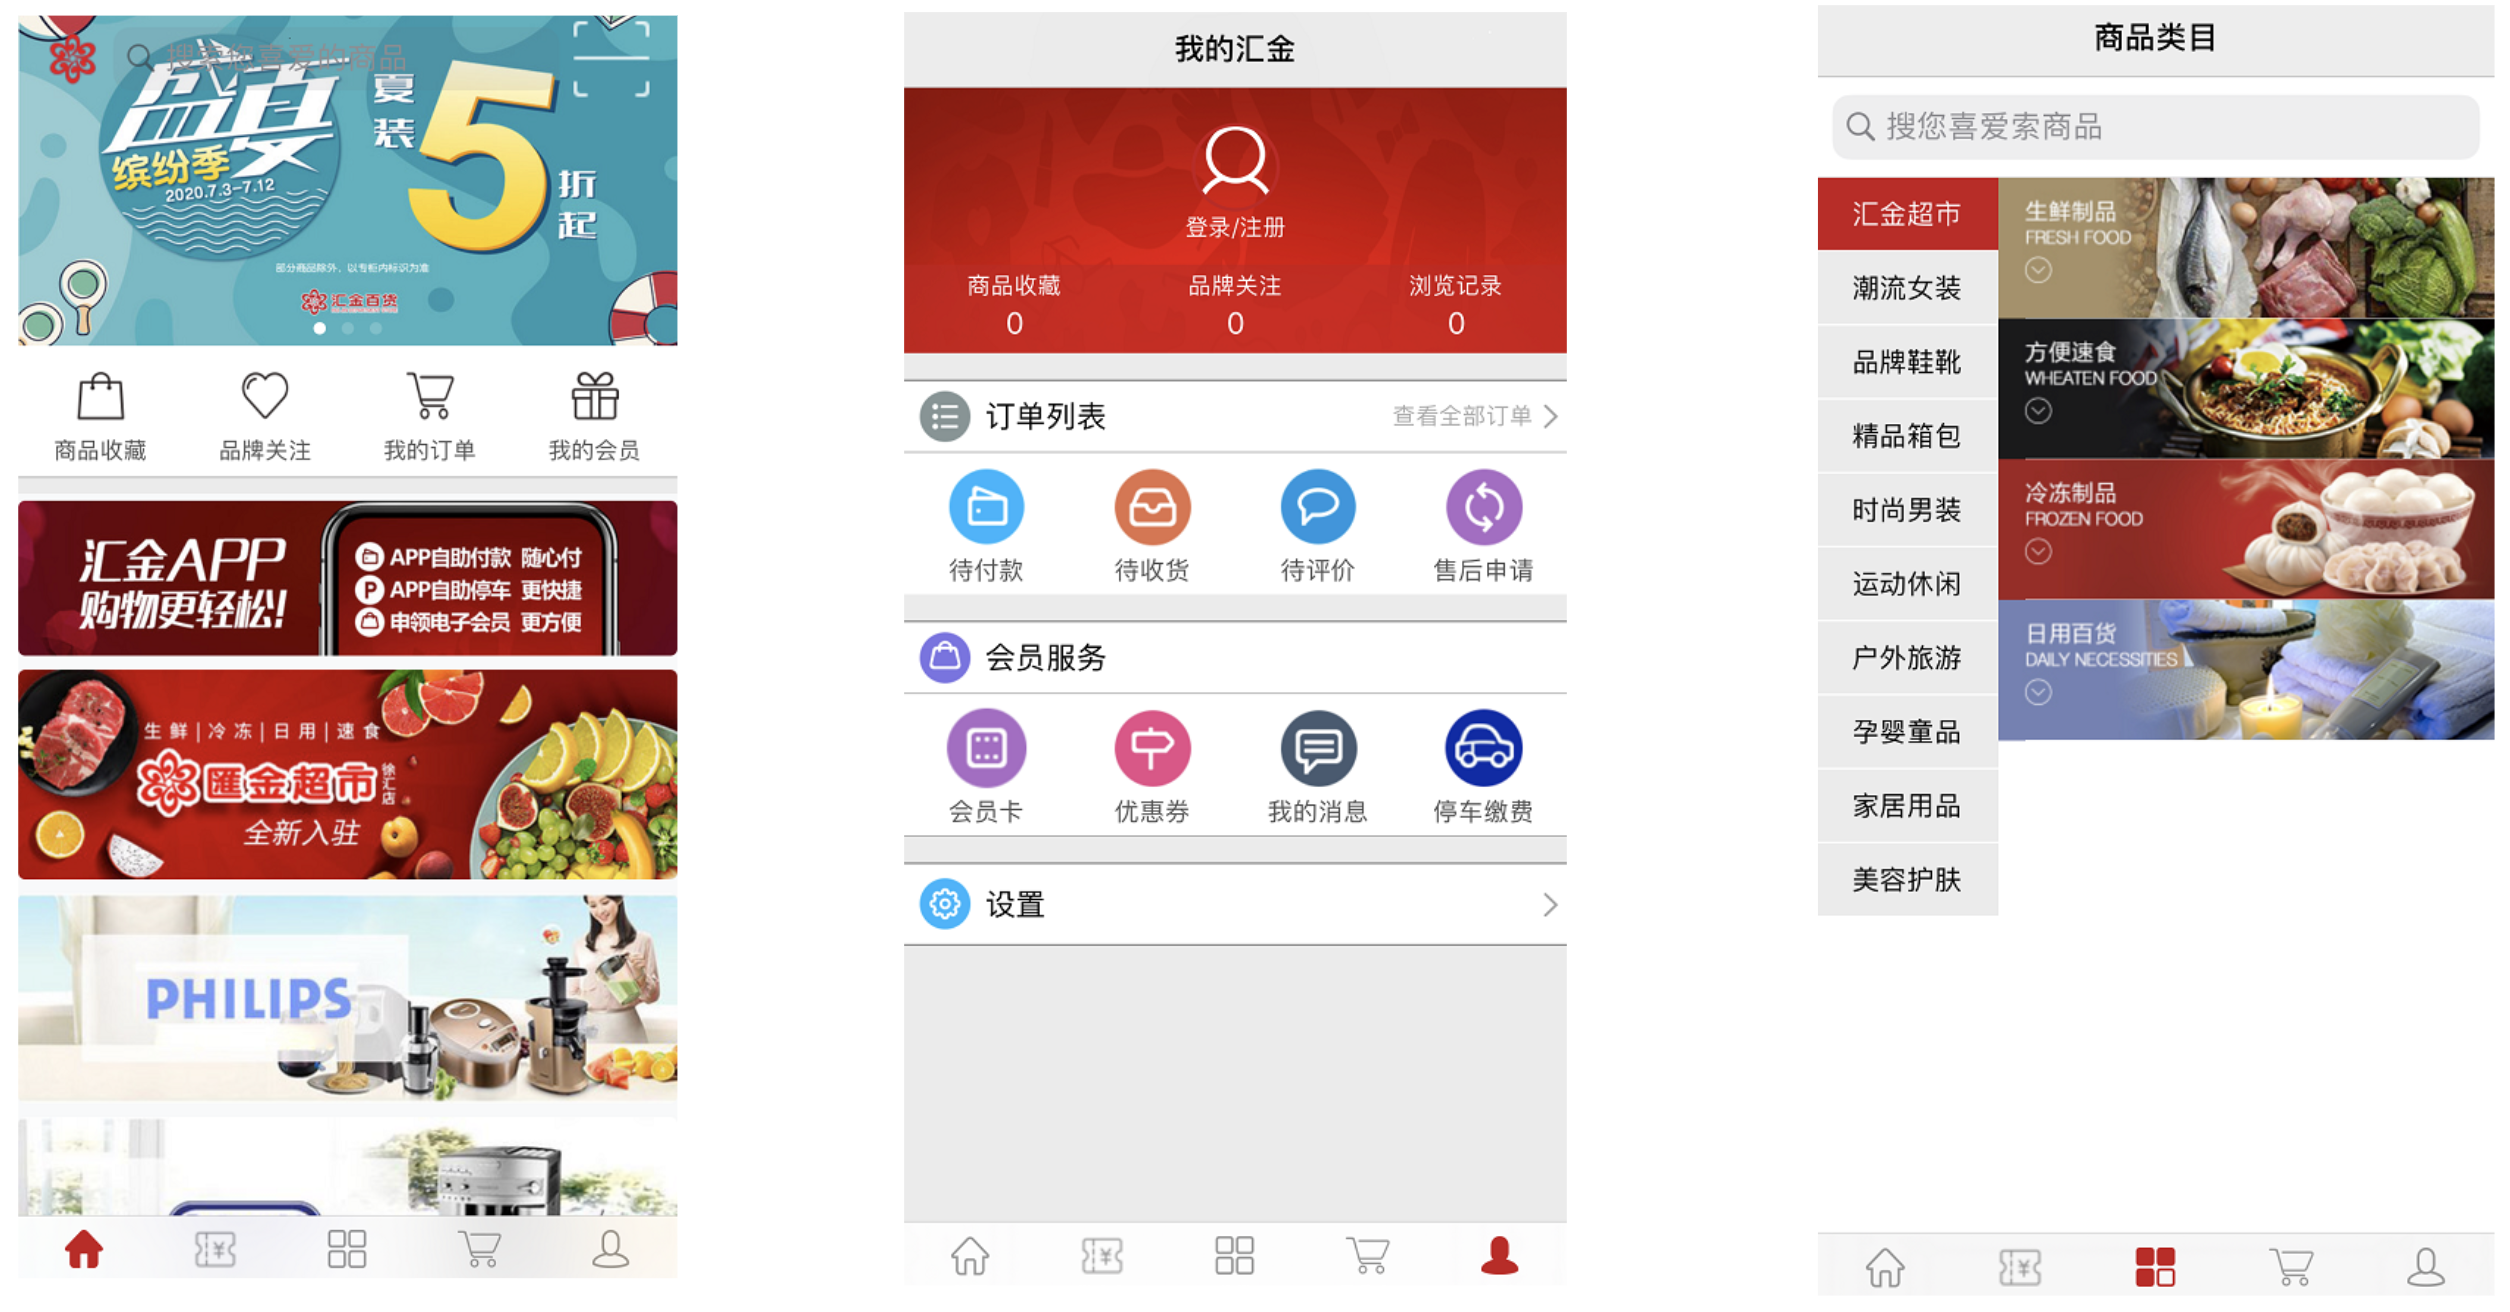 搜索您喜爱的商品
盛宴
缤纷季
2020.7.3-7.12
夏装
5
折起
部分商品除外，以专柜内标识为准
汇金百货
商品收藏
品牌关注
我的订单
我的会员
汇金APP
购物更轻松!
APP自助付款 随心付
P APP自助停车 更快捷
申领电子会员 更方便
生鲜|冷冻|日用|速食
匯金超市
徐汇店
全新入驻
PHILIPS
我的汇金
登录/注册
商品收藏
0
品牌关注
0
浏览记录
0
订单列表
查看全部订单
待付款
待收货
待评价
售后申请
会员服务
会员卡
优惠券
我的消息
停车缴费
设置
商品类目
搜您喜爱索商品
汇金超市
潮流女装
品牌鞋靴
精品箱包
时尚男装
运动休闲
户外旅游
孕婴童品
家居用品
美容护肤
生鲜制品
FRESH FOOD
方便速食
WHEATEN FOOD
冷冻制品
FROZEN FOOD
日用百货
DAILY NECESSITIES